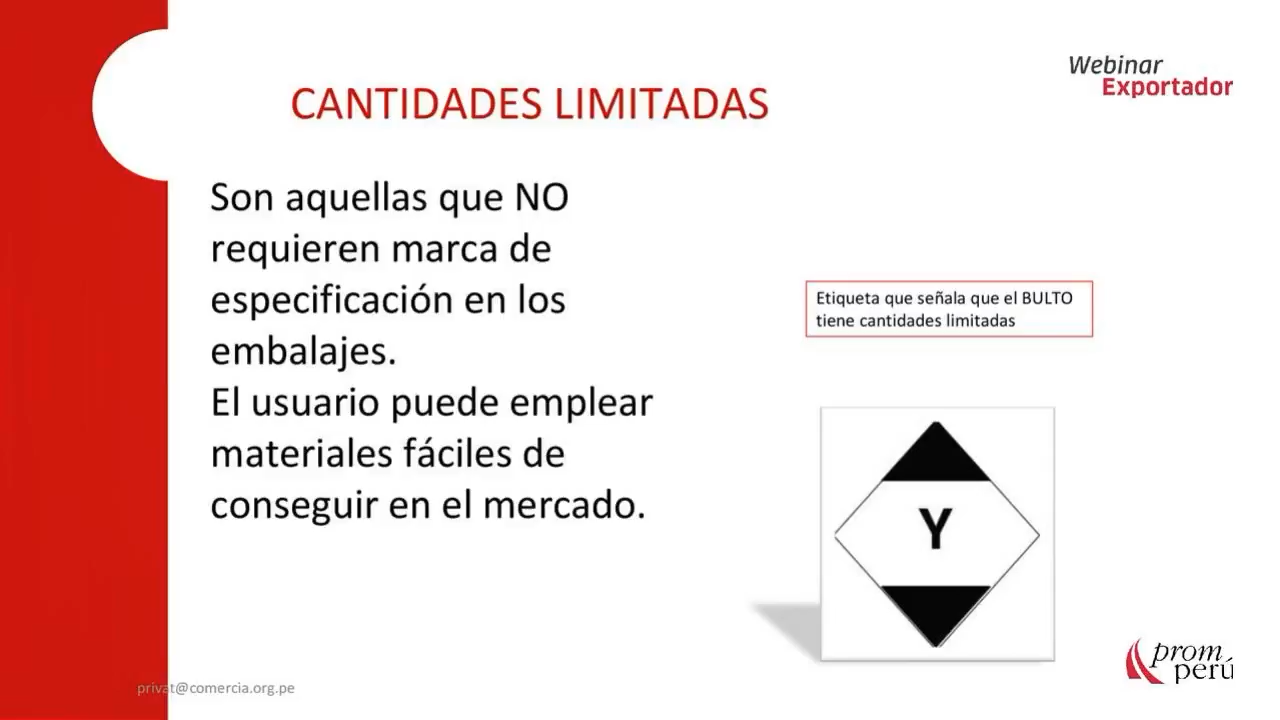 Webinar
Exportador
CANTIDADES LIMITADAS
Son aquellas que NO
requieren marca de
especificación en los
embalajes.
El usuario puede emplear
materiales fáciles de
conseguir en el mercado.
Etiqueta que señala que el BULTO
tiene cantidades limitadas
Y
privat@comercia.org.pe
prom
perú